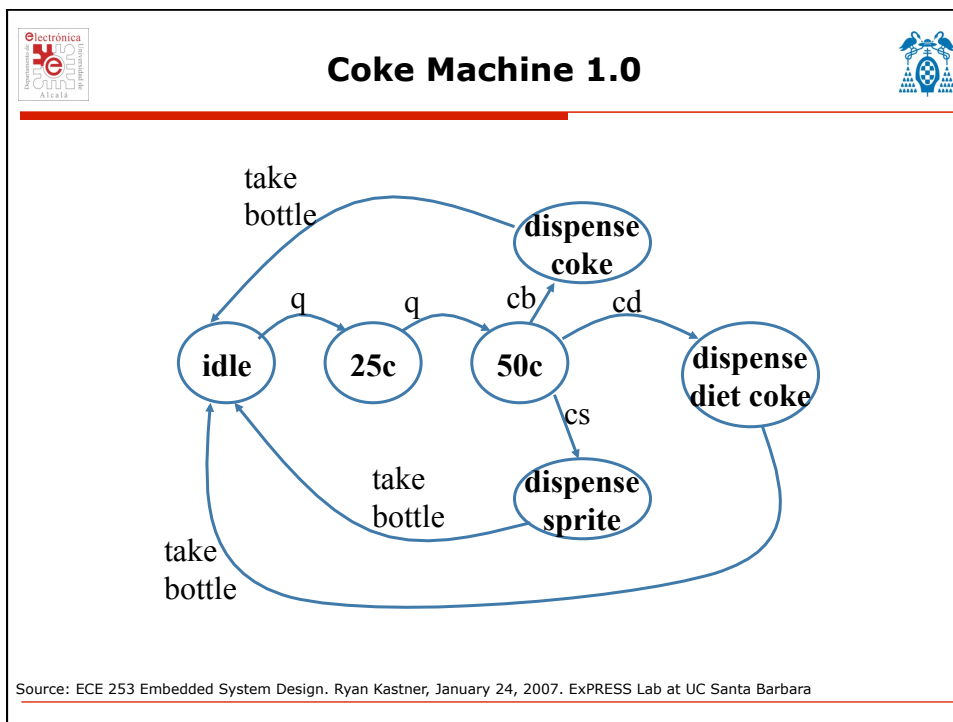 electrónica
Departamento de
Universidad de
Alcalá
Coke Machine 1.0
take
bottle
dispense
coke
q
q
cb
cd
idle
25c
50c
dispense
diet coke
cs
take
bottle
dispense
sprite
take
bottle
Source: ECE 253 Embedded System Design. Ryan Kastner, January 24, 2007. ExPRESS Lab at UC Santa Barbara